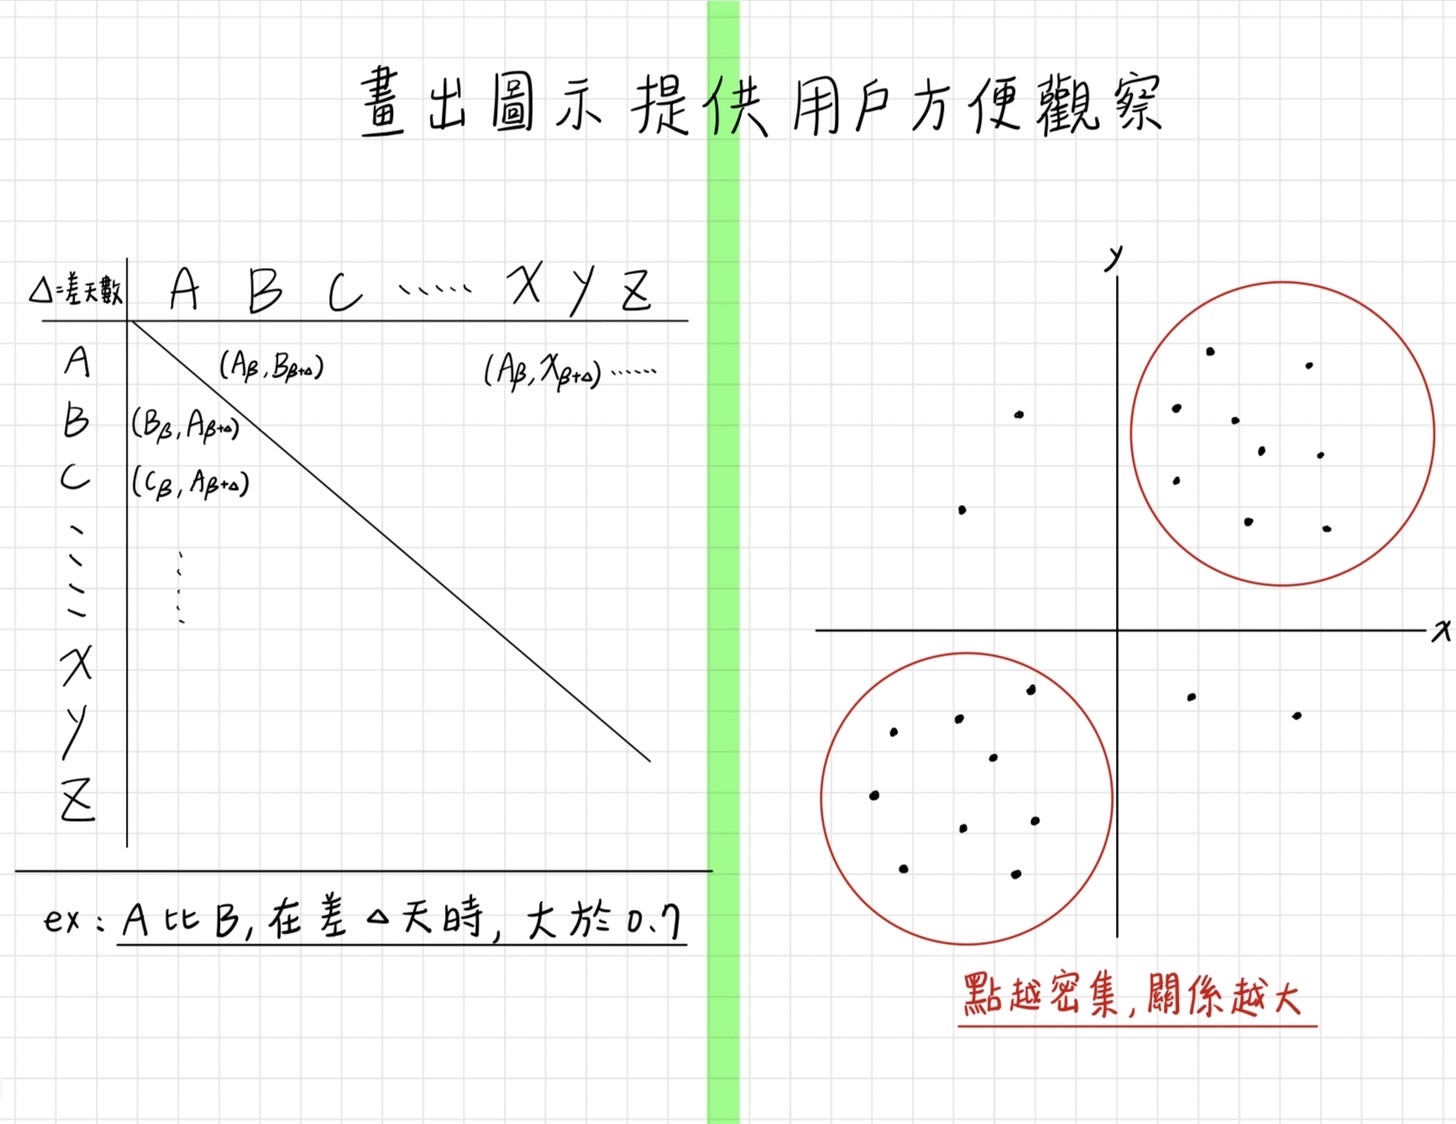 畫出圖示提供用戶方便觀察
△=差天數 A B C ..... X Y Z
A (Aβ, Bβ+△) (Aβ, Xβ+△) ......
B (Bβ, Aβ+△)
C (Cβ, Aβ+△)
X
Y
Z
ex: A比B, 在差△天時, 大於0.7
y
x
點越密集, 關係越大